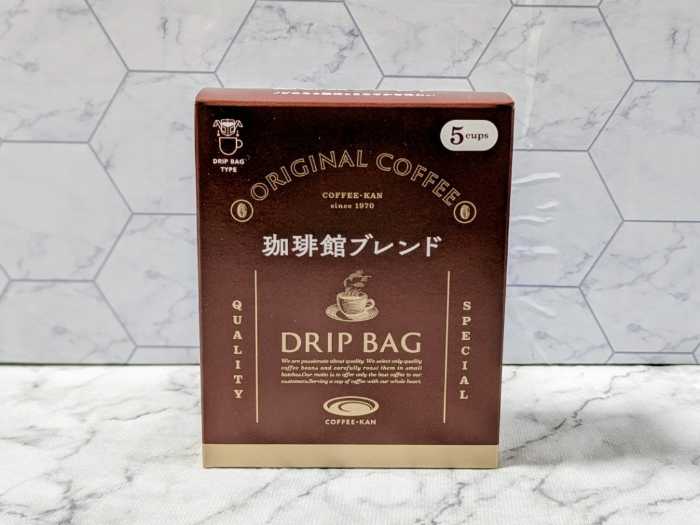 5 cups
DRIP BAG
TYPE
ORIGINAL COFFEE
COFFEE-KAN
since 1970
珈琲館ブレンド
QUALITY
SPECIAL
DRIP BAG
We are passionate about quality. We select only quality
coffee beans and carefully roast them in small
batches.Our motto is to offer only the best coffee to our
customers.Serving a cup of coffee with our whole heart.
COFFEE-KAN